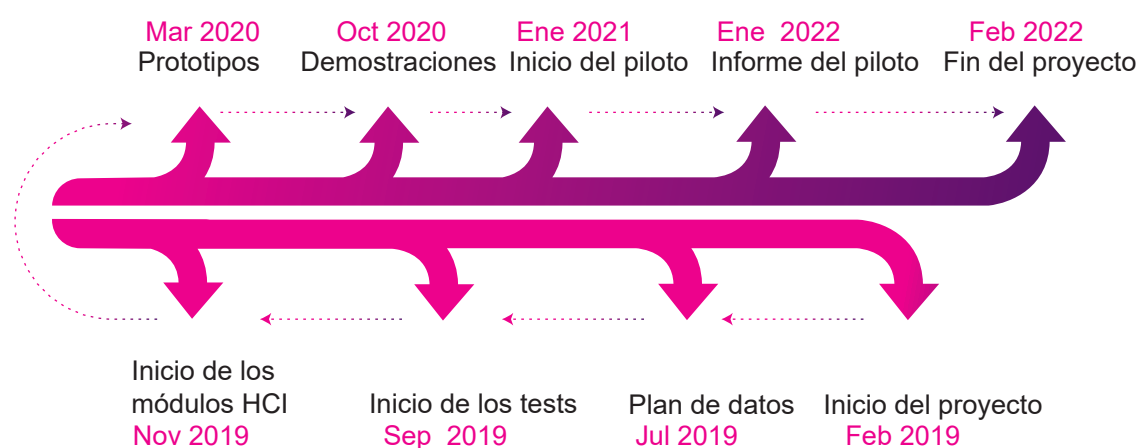 Mar 2020
Prototipos
Oct 2020
Demostraciones
Ene 2021
Inicio del piloto
Ene 2022
Informe del piloto
Feb 2022
Fin del proyecto
Inicio de los
módulos HCI
Nov 2019
Inicio de los tests
Sep 2019
Plan de datos
Jul 2019
Inicio del proyecto
Feb 2019